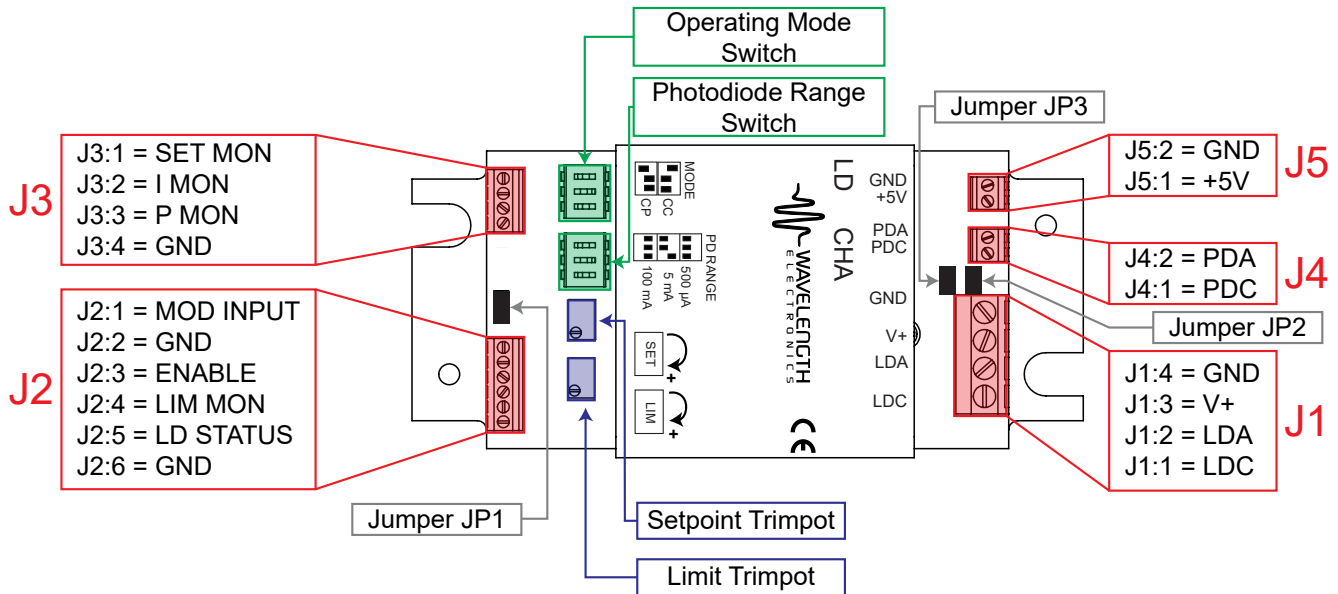 Operating Mode
Switch
Photodiode Range
Switch
Jumper JP3
J3
J3:1 = SET MON
J3:2 = I MON
J3:3 = P MON
J3:4 = GND
J2
J2:1 = MOD INPUT
J2:2 = GND
J2:3 = ENABLE
J2:4 = LIM MON
J2:5 = LD STATUS
J2:6 = GND
MODE
CC
CP
PD RANGE
500 µA
5 mA
100 mA
SET
+
LIM
+
WAVELENGTH
ELECTRONICS
CE
LD CHA
GND
+5V
PDA
PDC
GND
V+
LDA
LDC
J5:2 = GND
J5:1 = +5V
J5
J4:2 = PDA
J4:1 = PDC
J4
Jumper JP2
J1:4 = GND
J1:3 = V+
J1:2 = LDA
J1:1 = LDC
J1
Jumper JP1
Setpoint Trimpot
Limit Trimpot